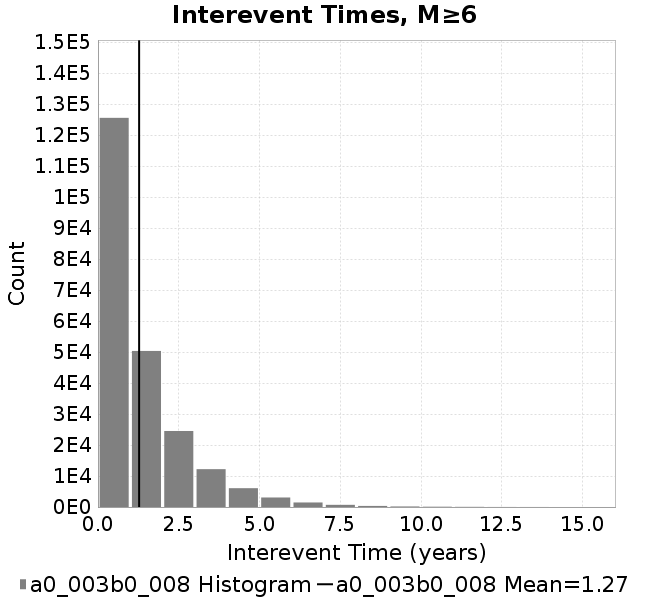 Interevent Times, M≥6
1.5E5
1.4E5
1.3E5
1.2E5
1.1E5
1E5
9E4
8E4
7E4
6E4
5E4
4E4
3E4
2E4
1E4
0E0
Count
0.0 2.5 5.0 7.5 10.0 12.5 15.0
Interevent Time (years)
a0_003b0_008 Histogram a0_003b0_008 Mean=1.27